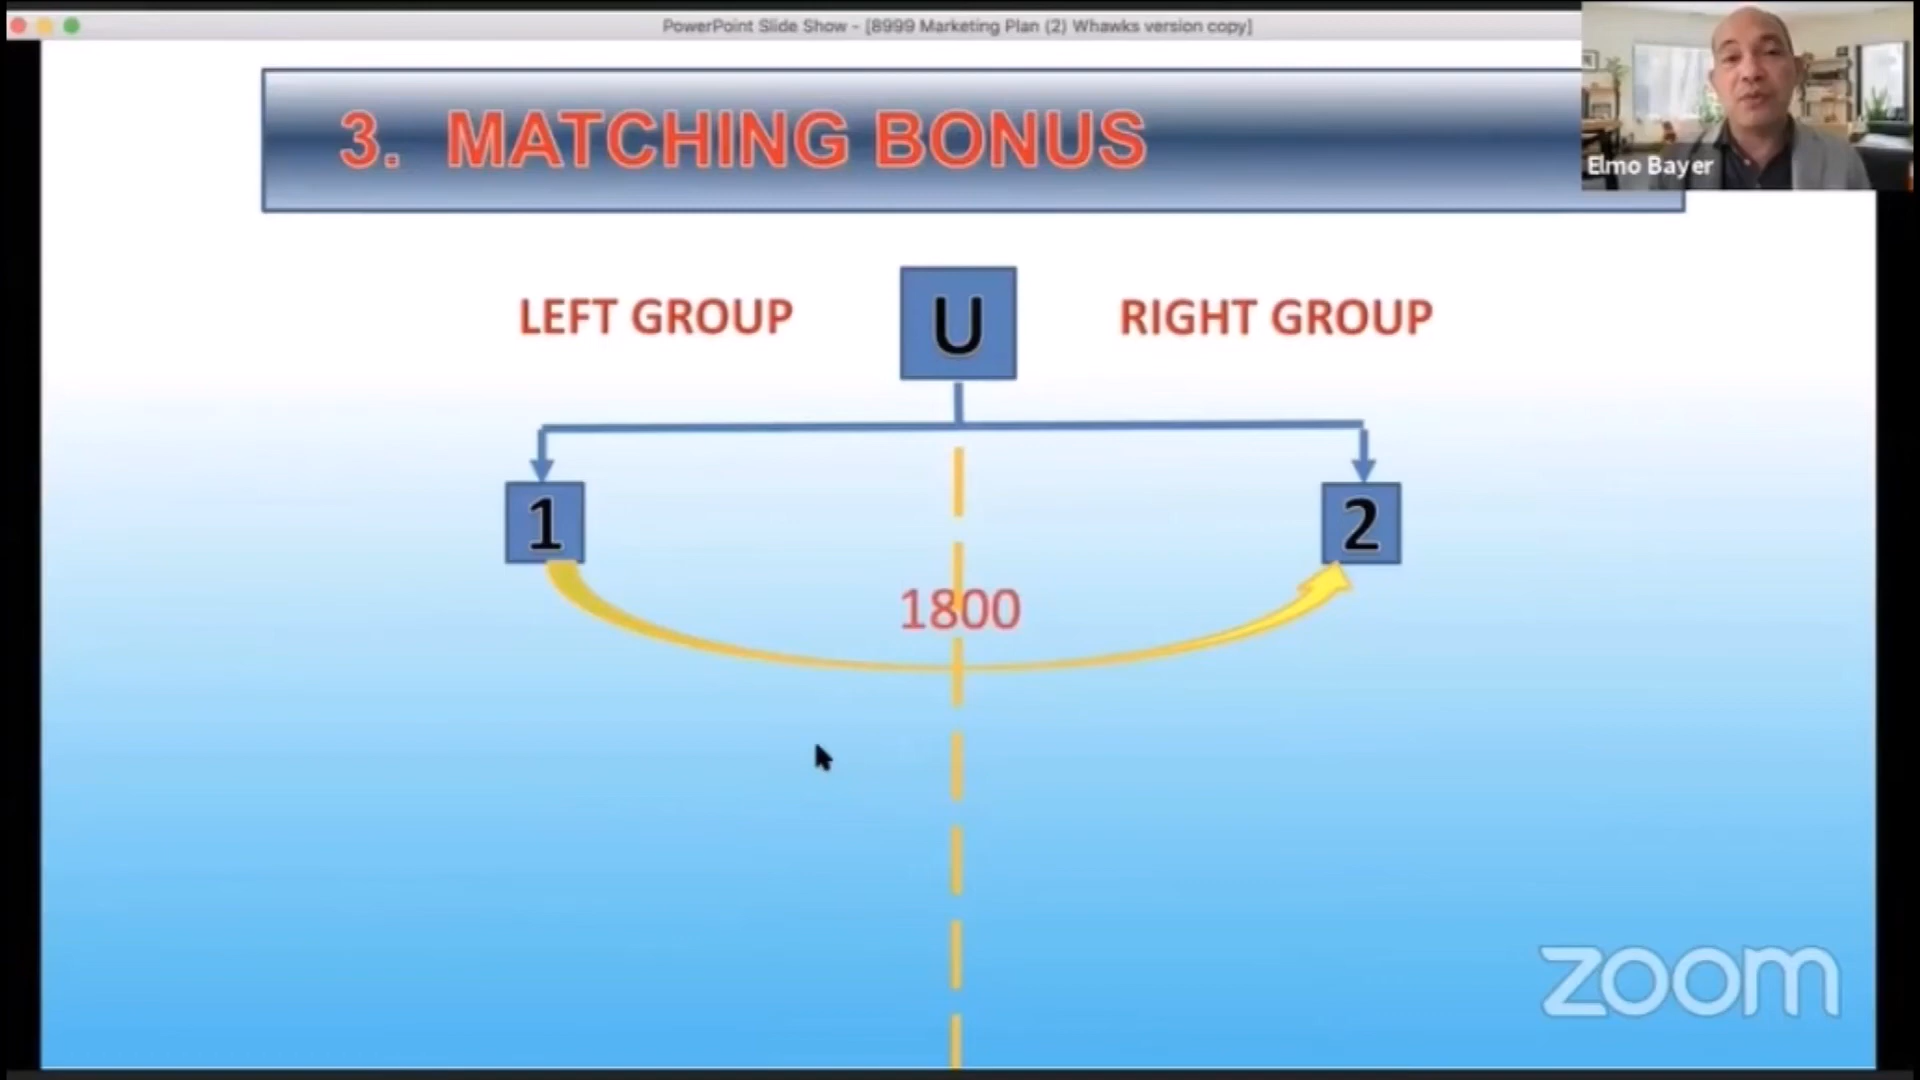 PowerPoint Slide Show - [8999 Marketing Plan (2) Whawks version copy]
3. MATCHING BONUS
Elmo Bayer
LEFT GROUP
U
RIGHT GROUP
1
2
1800
zoom